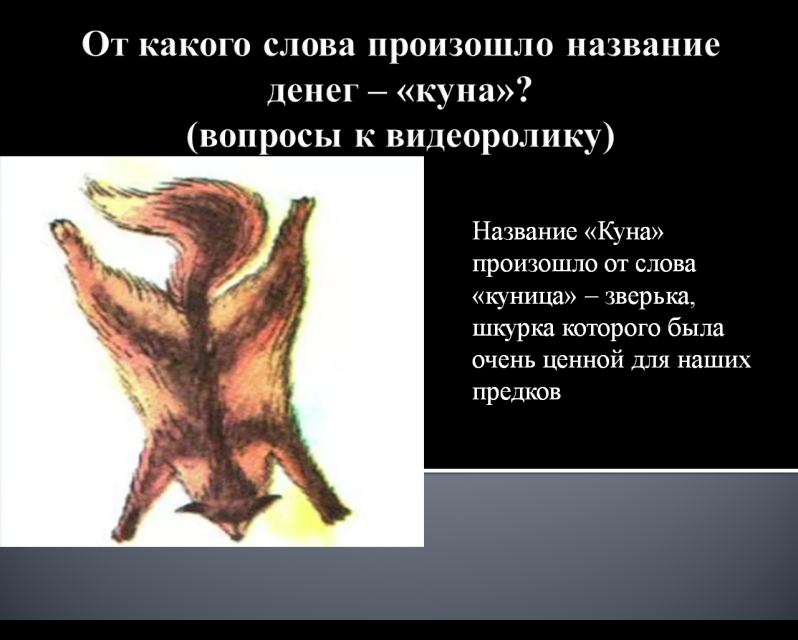 От какого слова произошло название
денег – «куна»?
(вопросы к видеоролику)
Название «Куна»
произошло от слова
«куница» – зверька,
шкурка которого была
очень ценной для наших
предков